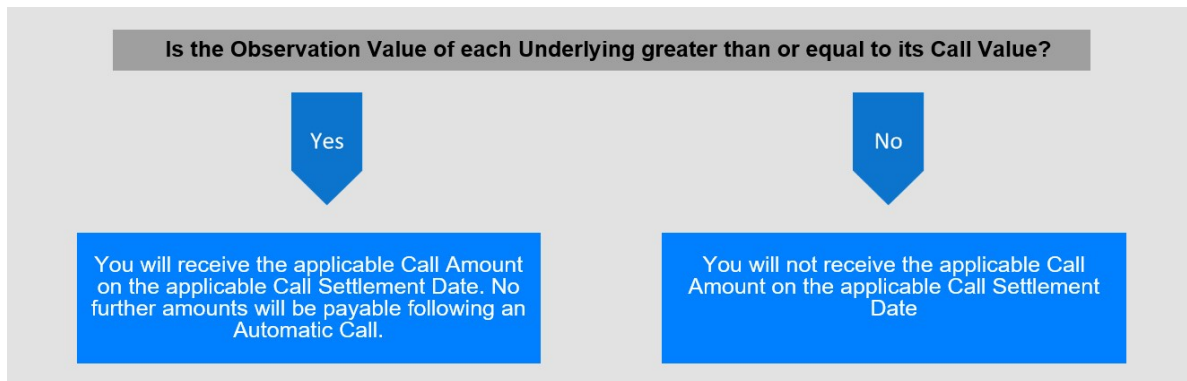 Is the Observation Value of each Underlying greater than or equal to its Call Value?
Yes
No
You will receive the applicable Call Amount
on the applicable Call Settlement Date. No
further amounts will be payable following an
Automatic Call.
You will not receive the applicable Call
Amount on the applicable Call Settlement
Date